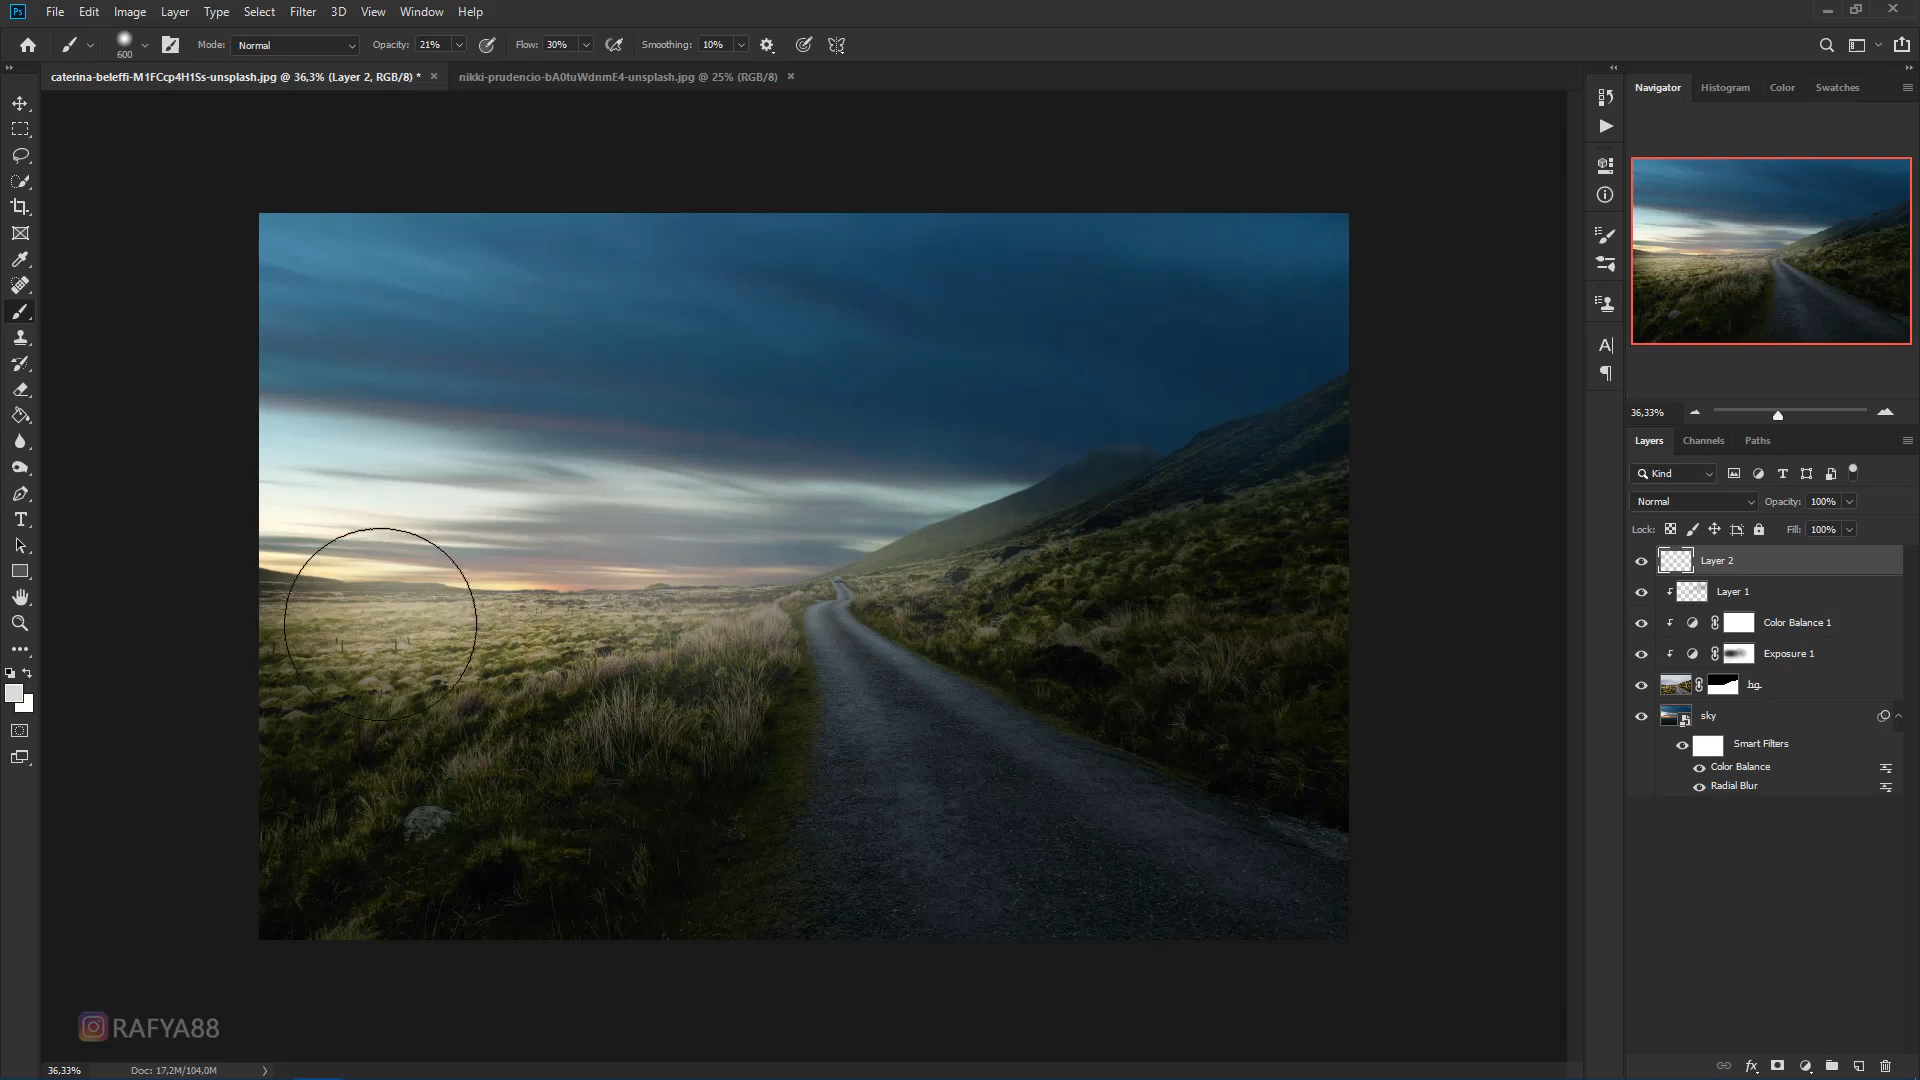 Ps File Edit Image Layer Type Select Filter 3D View Window Help
600 Mode: Normal Opacity: 21% Flow: 30% Smoothing: 10%
caterina-beleffi-M1FCcp4H1Ss-unsplash.jpg @ 36,3% (Layer 2, RGB/8) * nikki-prudencio-bA0tuWdnmE4-unsplash.jpg @ 25% (RGB/8)
Navigator Histogram Color Swatches
36,33%
Layers Channels Paths
Kind
Normal Opacity: 100%
Lock: Fill: 100%
Layer 2
Layer 1
Color Balance 1
Exposure 1
bg.
sky
Smart Filters
Color Balance
Radial Blur
RAFYA88
36,33% Doc: 17,2M/104,0M